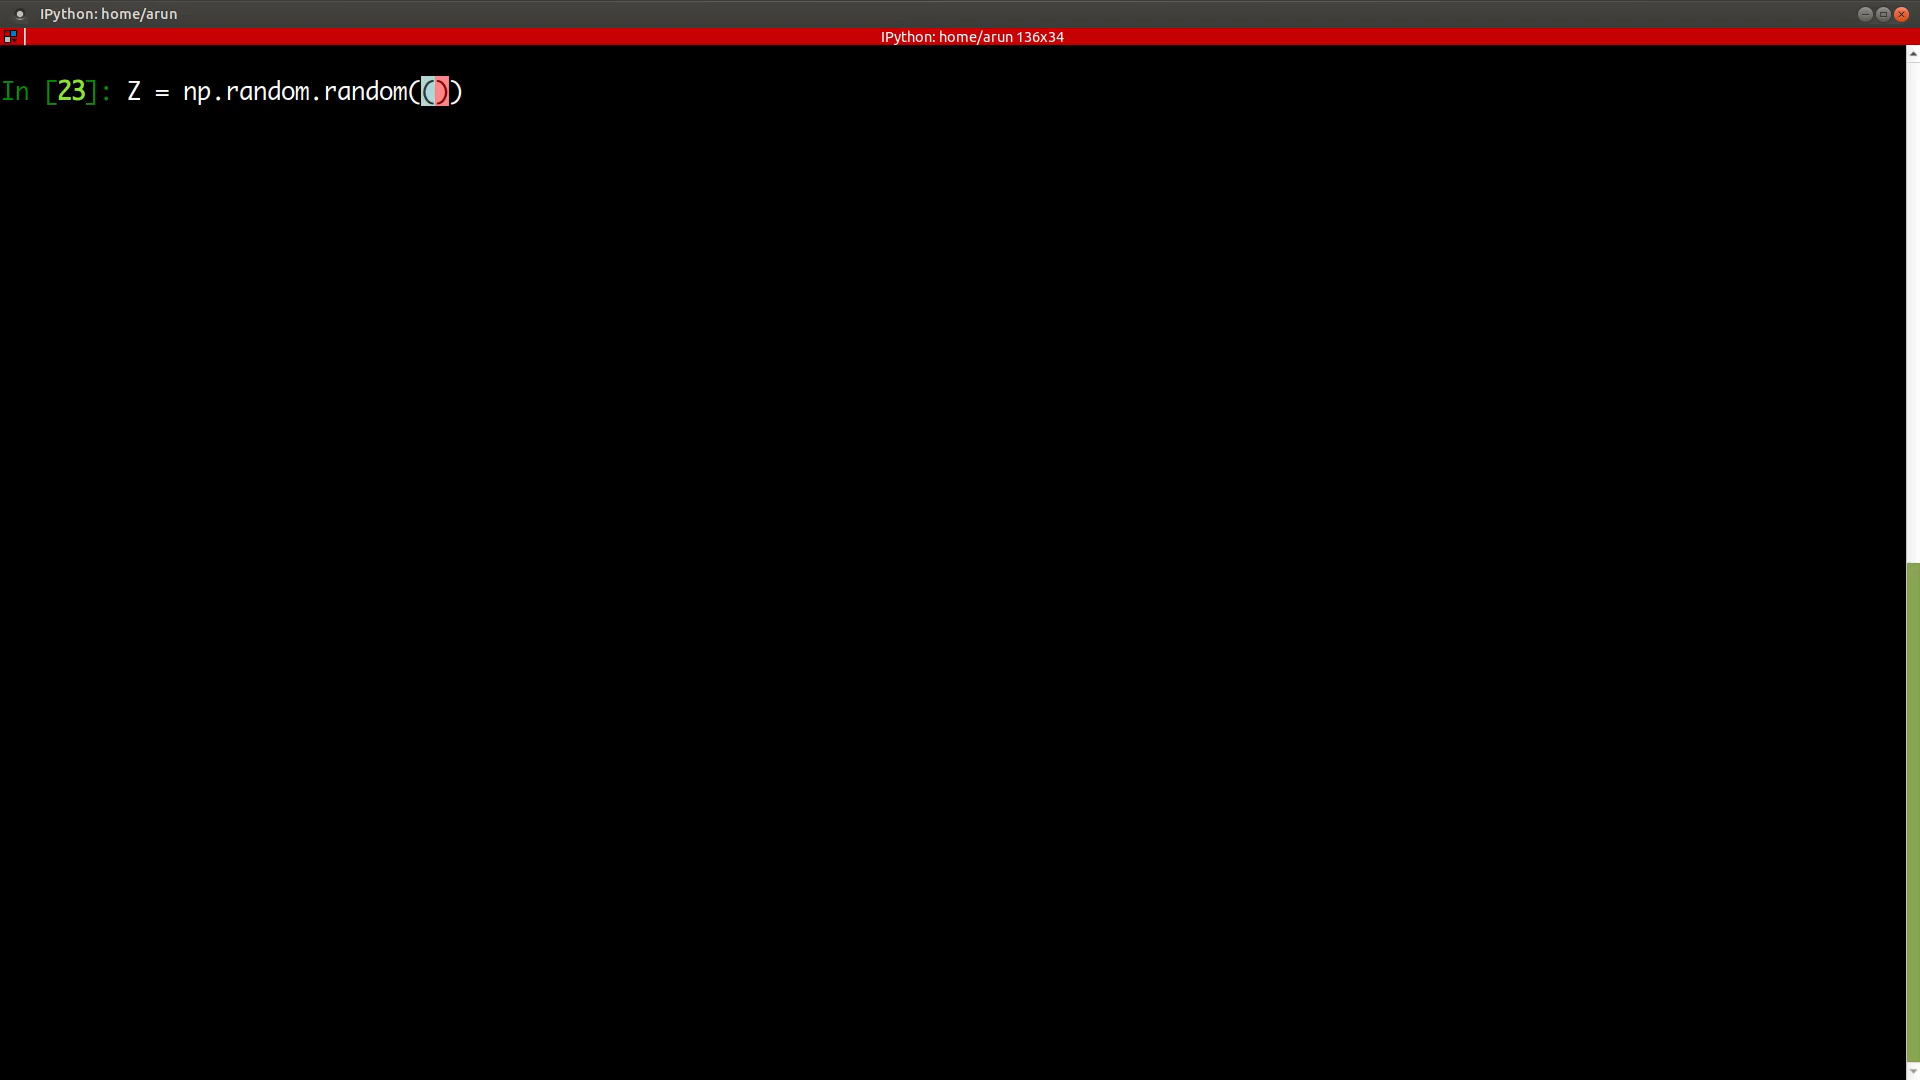 IPython: home/arun
IPython: home/arun 136x34
In [23]: Z = np.random.random(())